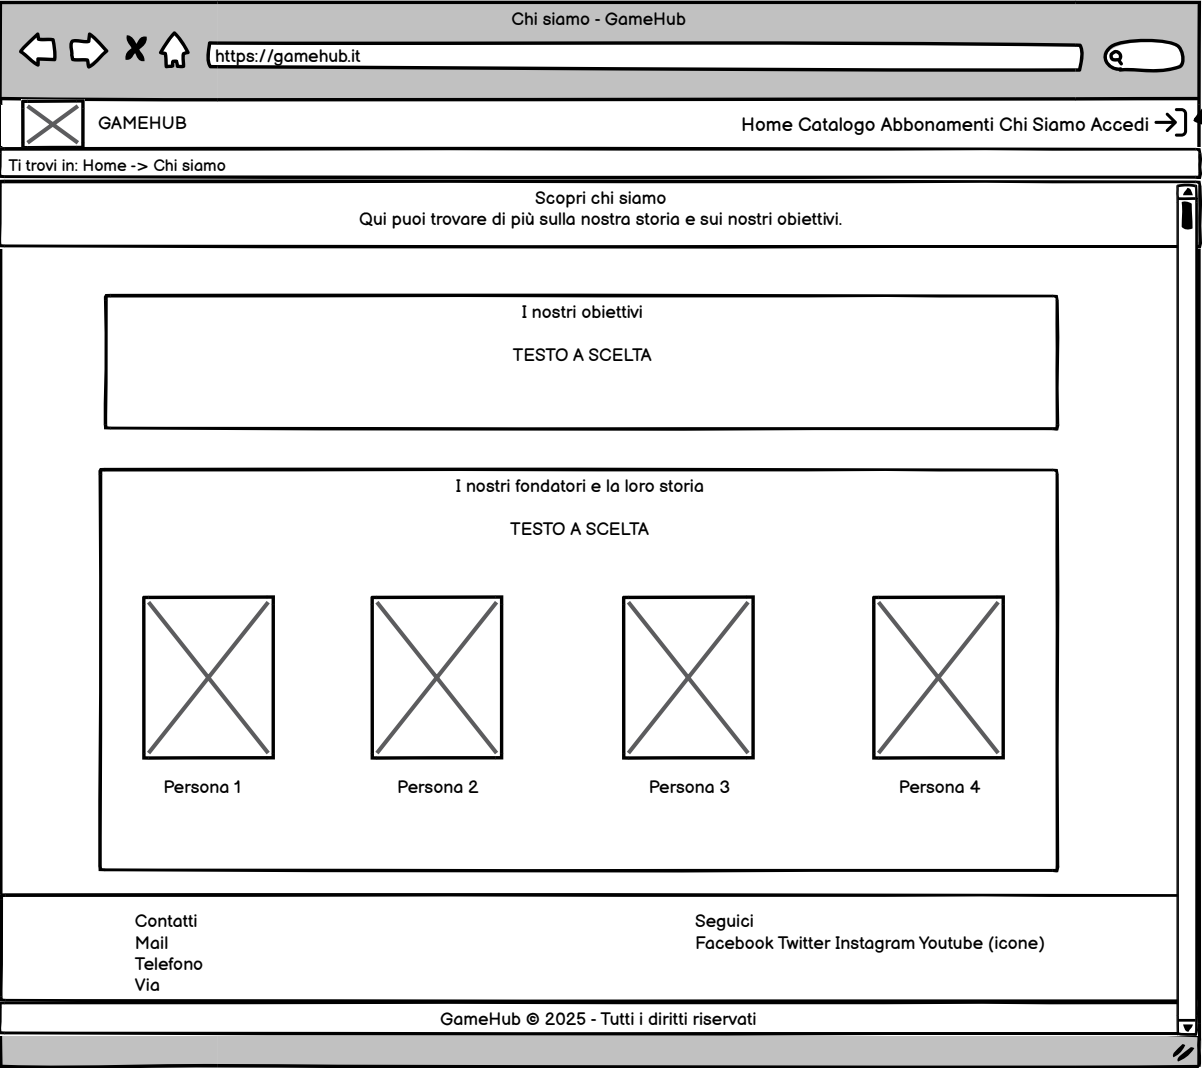 Chi siamo - GameHub
https://gamehub.it
GAMEHUB
Home Catalogo Abbonamenti Chi Siamo Accedi
Ti trovi in: Home -> Chi siamo
Scopri chi siamo
Qui puoi trovare di più sulla nostra storia e sui nostri obiettivi.
I nostri obiettivi
TESTO A SCELTA
I nostri fondatori e la loro storia
TESTO A SCELTA
Persona 1
Persona 2
Persona 3
Persona 4
Contatti
Mail
Telefono
Via
Seguici
Facebook Twitter Instagram Youtube (icone)
GameHub © 2025 - Tutti i diritti riservati